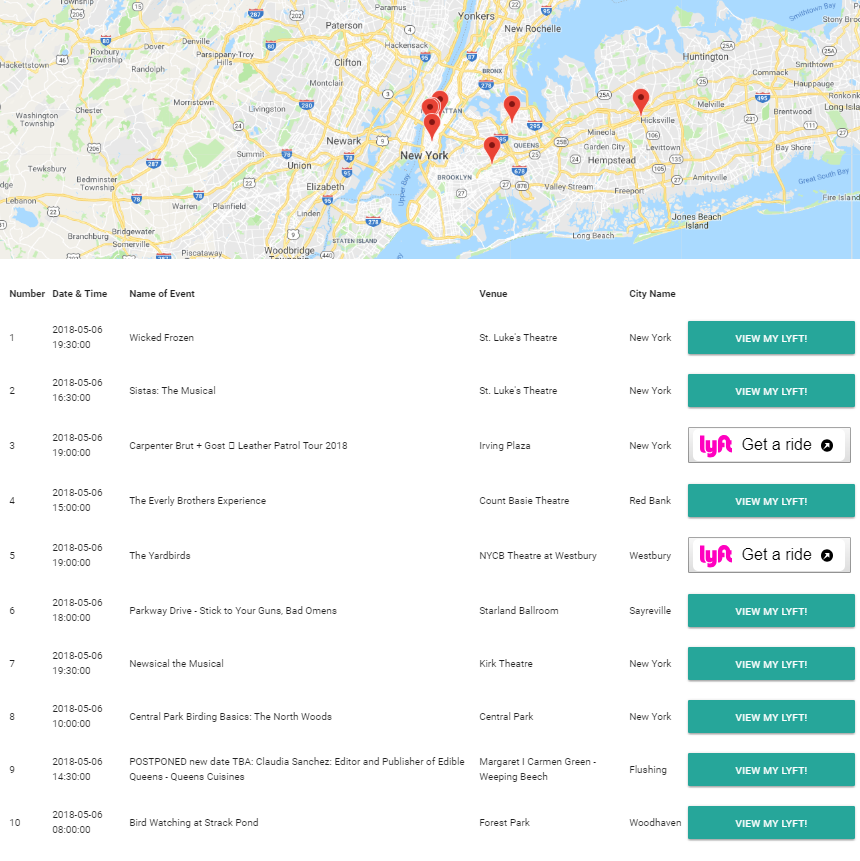 Township
Paramus
Smithtown Bay
Stony Brook
Yonkers
Paterson
New Rochelle
Hackensack
Roxbury
Township
Dover
Denville
Parsippany-Troy
Hills
Clifton
Huntington
Hackettstown
Randolph
Commack
Smithtown
Hauppauge
Montclair
BRONX
Melville
Brentwood
Ronkonk
Long Isla
Morristown
Livingston
Chester
Washington
Township
Hicksville
Newark
Mineola
Garden City
Levittown
Bay Shore
QUEENS
New York
Summit
Hempstead
Tewksbury
Union
Great South Bay
Bedminster
Township
Elizabeth
BROOKLYN
Valley Stream
Freeport
Amityville
Fire Island
Lebanon
Warren
Plainfield
Linden
Upper Bay
Jones Beach
Island
Long Beach
Branchburg
Bridgewater
Somerville
STATEN ISLAND
Piscataway
Woodbridge
Township
Number Date & Time Name of Event Venue City Name
1 2018-05-06 19:30:00 Wicked Frozen St. Luke's Theatre New York VIEW MY LYFT!
2 2018-05-06 16:30:00 Sistas: The Musical St. Luke's Theatre New York VIEW MY LYFT!
3 2018-05-06 19:00:00 Carpenter Brut + Gost ▯ Leather Patrol Tour 2018 Irving Plaza New York lyft Get a ride
4 2018-05-06 15:00:00 The Everly Brothers Experience Count Basie Theatre Red Bank VIEW MY LYFT!
5 2018-05-06 19:00:00 The Yardbirds NYCB Theatre at Westbury Westbury lyft Get a ride
6 2018-05-06 18:00:00 Parkway Drive - Stick to Your Guns, Bad Omens Starland Ballroom Sayreville VIEW MY LYFT!
7 2018-05-06 19:30:00 Newsical the Musical Kirk Theatre New York VIEW MY LYFT!
8 2018-05-06 10:00:00 Central Park Birding Basics: The North Woods Central Park New York VIEW MY LYFT!
9 2018-05-06 14:30:00 POSTPONED new date TBA: Claudia Sanchez: Editor and Publisher of Edible Queens - Queens Cuisines Margaret I Carmen Green - Weeping Beech Flushing VIEW MY LYFT!
10 2018-05-06 08:00:00 Bird Watching at Strack Pond Forest Park Woodhaven VIEW MY LYFT!